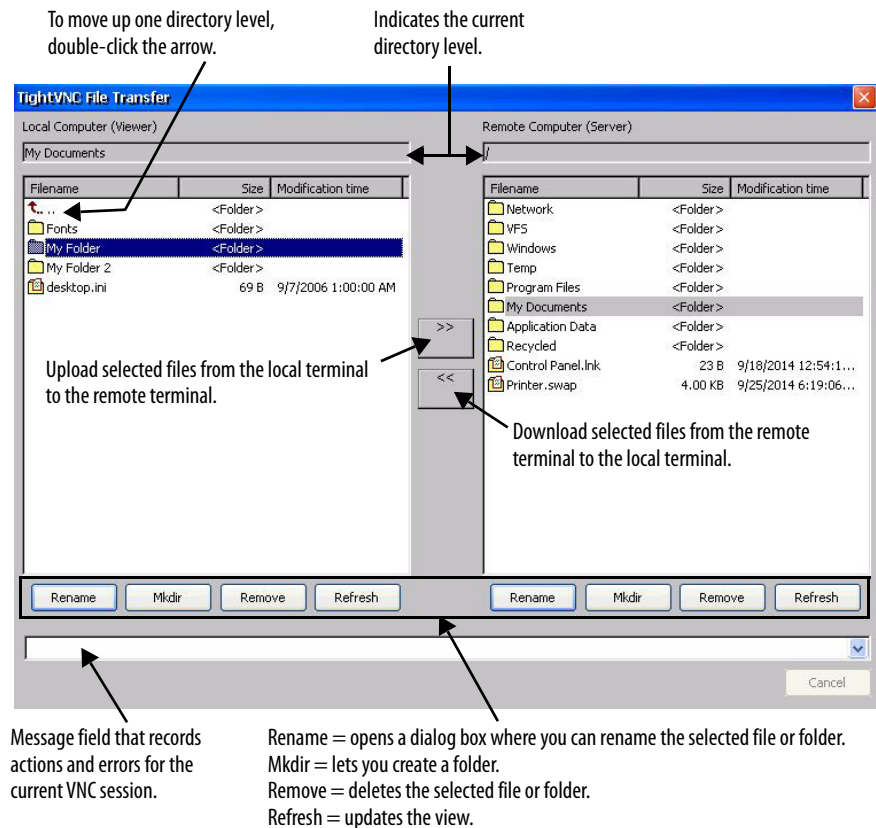 To move up one directory level,
double-click the arrow.
Indicates the current
directory level.
TightVNC File Transfer
Local Computer (Viewer)
Remote Computer (Server)
My Documents
/
Filename Size Modification time
.. <Folder>
Fonts <Folder>
My Folder <Folder>
My Folder 2 <Folder>
desktop.ini 69 B 9/7/2006 1:00:00 AM
Filename Size Modification time
Network <Folder>
VFS <Folder>
Windows <Folder>
Temp <Folder>
Program Files <Folder>
My Documents <Folder>
Application Data <Folder>
Recycled <Folder>
Control Panel.lnk 23 B 9/18/2014 12:54:1...
Printer.swap 4.00 KB 9/25/2014 6:19:06...
>>
<<
Upload selected files from the local terminal
to the remote terminal.
Download selected files from the remote
terminal to the local terminal.
Rename Mkdir Remove Refresh
Rename Mkdir Remove Refresh
Cancel
Message field that records
actions and errors for the
current VNC session.
Rename = opens a dialog box where you can rename the selected file or folder.
Mkdir = lets you create a folder.
Remove = deletes the selected file or folder.
Refresh = updates the view.